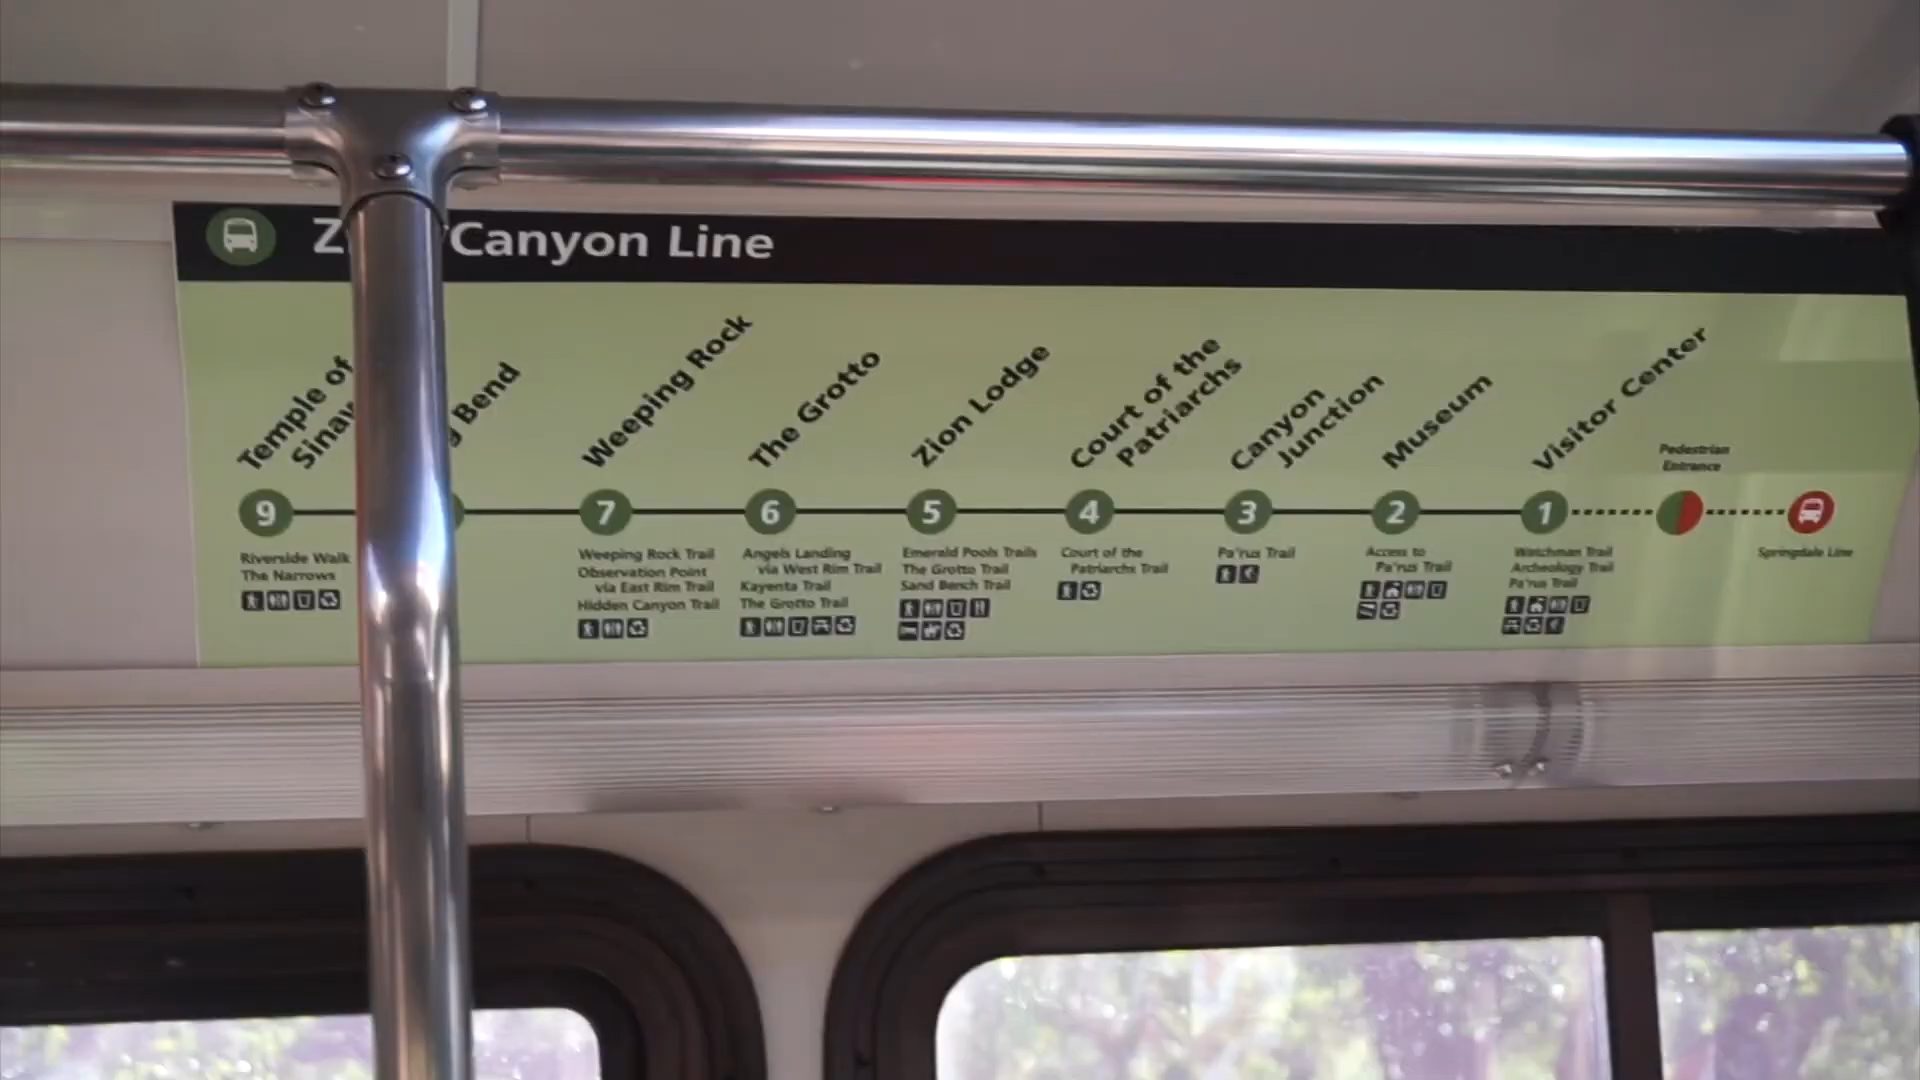 Canyon Line
Temple of
Bend
Weeping Rock
The Grotto
Zion Lodge
Court of the
Patriarchs
Canyon
Junction
Museum
Visitor Center
Pedestrian
Entrance
9
7
6
5
4
3
2
1
Riverside Walk
The Narrows
Weeping Rock Trail
Observation Point
via East Rim Trail
Hidden Canyon Trail
Angels Landing
via West Rim Trail
Kayenta Trail
The Grotto Trail
Emerald Pools Trails
The Grotto Trail
Sand Bench Trail
Court of the
Patriarchs Trail
Pa'rus Trail
Access to
Pa'rus Trail
Watchman Trail
Archeology Trail
Pa'rus Trail
Springdale Line